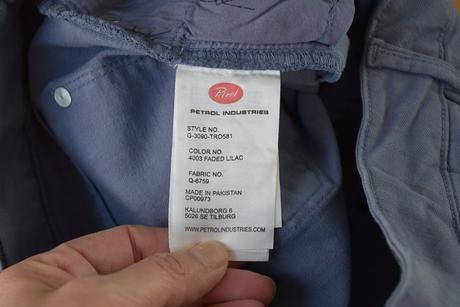 Petrol
PETROL INDUSTRIES
STYLE NO.
G-3090-TRO581
COLOR NO.
4003 FADED LILAC
FABRIC NO.
Q-6759
MADE IN PAKISTAN
CP00973
KALUNDBORG 6
5026 SE TILBURG
WWW.PETROLINDUSTRIES.COM